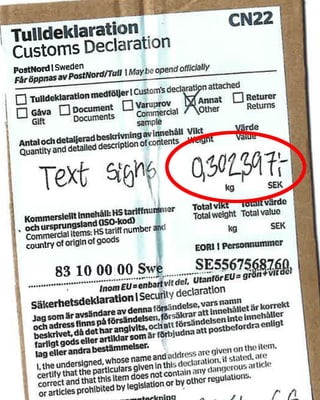 Tulldeklaration CN22
Customs Declaration
PostNord | Sweden
Får öppnas av PostNord/Tull | May be opened officially
Tulldeklaration medföljer | Custom's declaration attached
Gåva Document Varuprov Annat Returer
Gift Documents Commercial sample Other Returns
Antal och detaljerad beskrivning av innehåll Vikt Värde
Quantity and detailed description of contents Weight Value
Text signs 0,302 397:-
kg SEK
Kommersiellt innehåll: HS tariffnummer Total vikt Totalt värde
och ursprungsland (ISO-kod) Total weight Total value
Commercial items: HS tariff number and
country of origin of goods kg SEK
EORI | Personnummer
83 10 00 00 Swe SE5567568760
Inom EU = enbart vit del, Utanför EU = grön + vit del
Säkerhetsdeklaration | Security declaration
Jag som är avsändare av denna försändelse, vars namn
och adress finns på försändelsen, försäkrar att innehållet är korrekt
beskrivet, då det har angivits, och att försändelsen inte innehåller
farligt gods eller artiklar som är förbjudna att postbefordra enligt
lag eller andra bestämmelser.
I, the undersigned, whose name and address are given on the item,
certify that the particulars given in this declaration, if stated, are
correct and that this item does not contain any dangerous article
or articles prohibited by legislation or by other regulations.